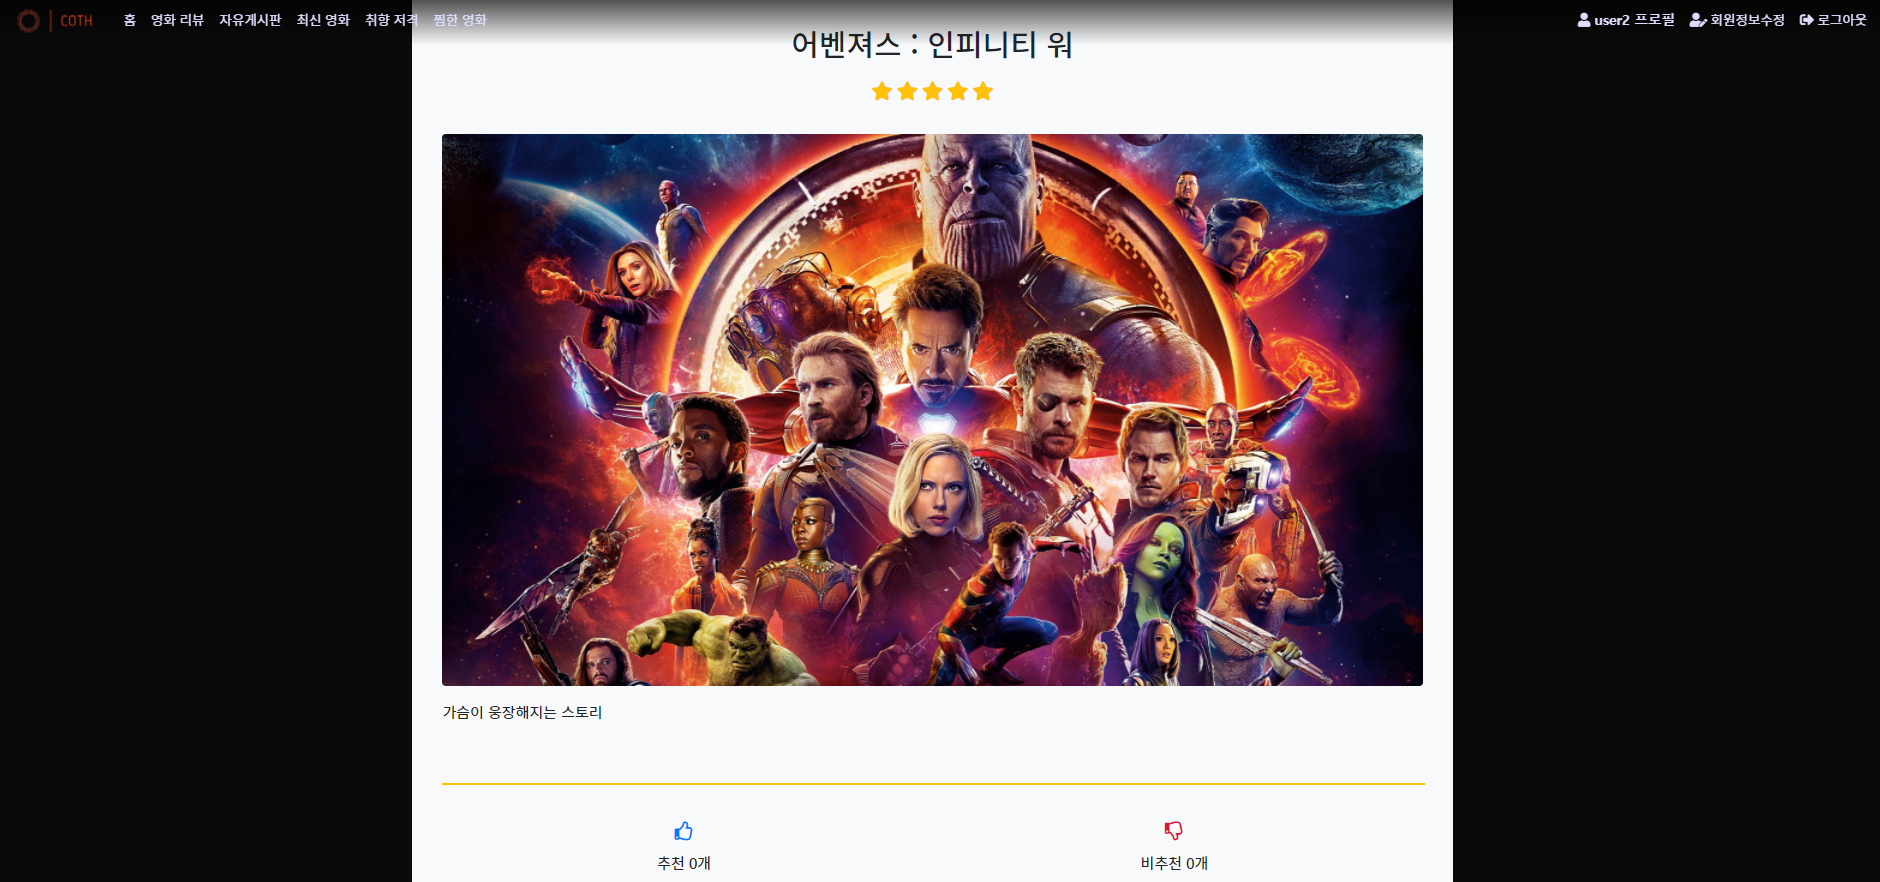 COTH 홈 영화 리뷰 자유게시판 최신 영화 취향 저격 찜한 영화 user2 프로필 회원정보수정 로그아웃
어벤져스 : 인피니티 워
가슴이 웅장해지는 스토리
추천 0개 비추천 0개